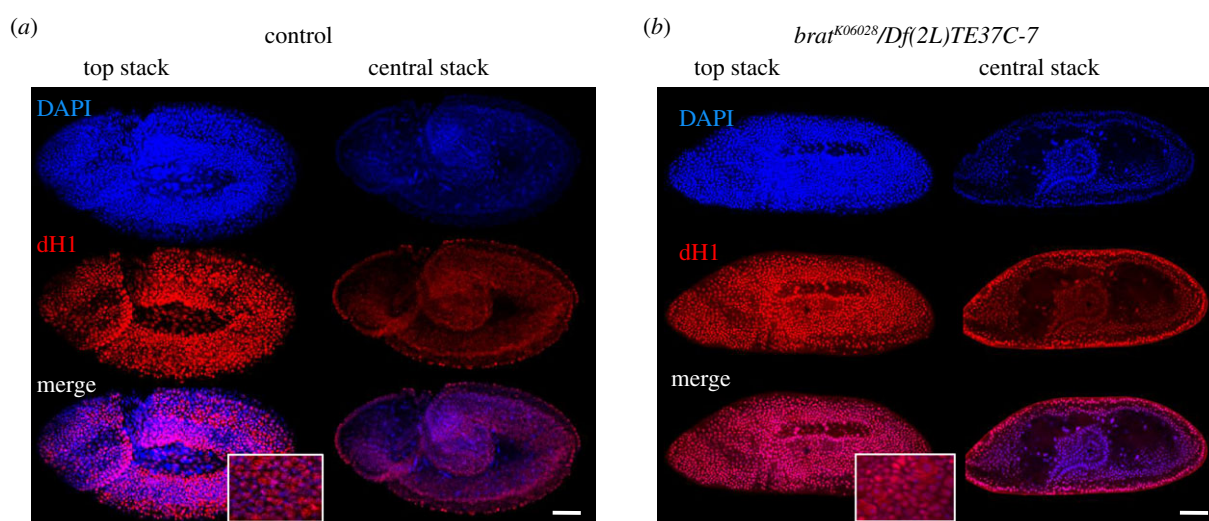 (a) control
top stack central stack
DAPI
dH1
merge
(b) brat^K06028/Df(2L)TE37C-7
top stack central stack
DAPI
dH1
merge